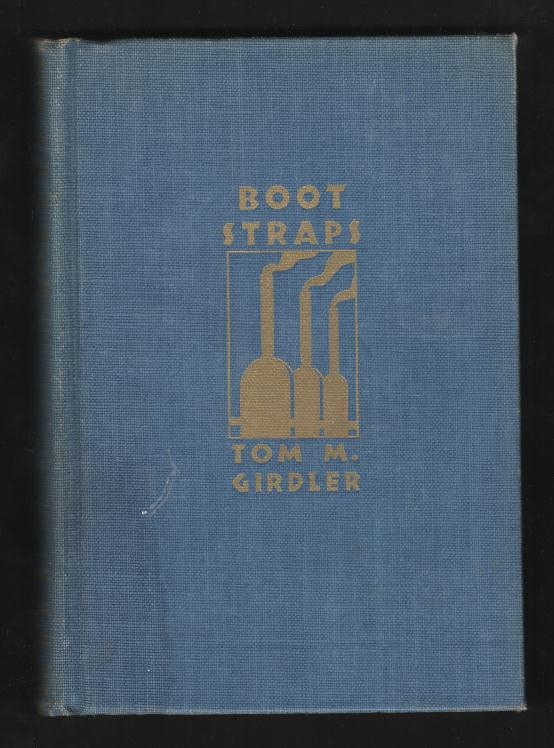 BOOT
STRAPS
TOM M.
GIRDLER